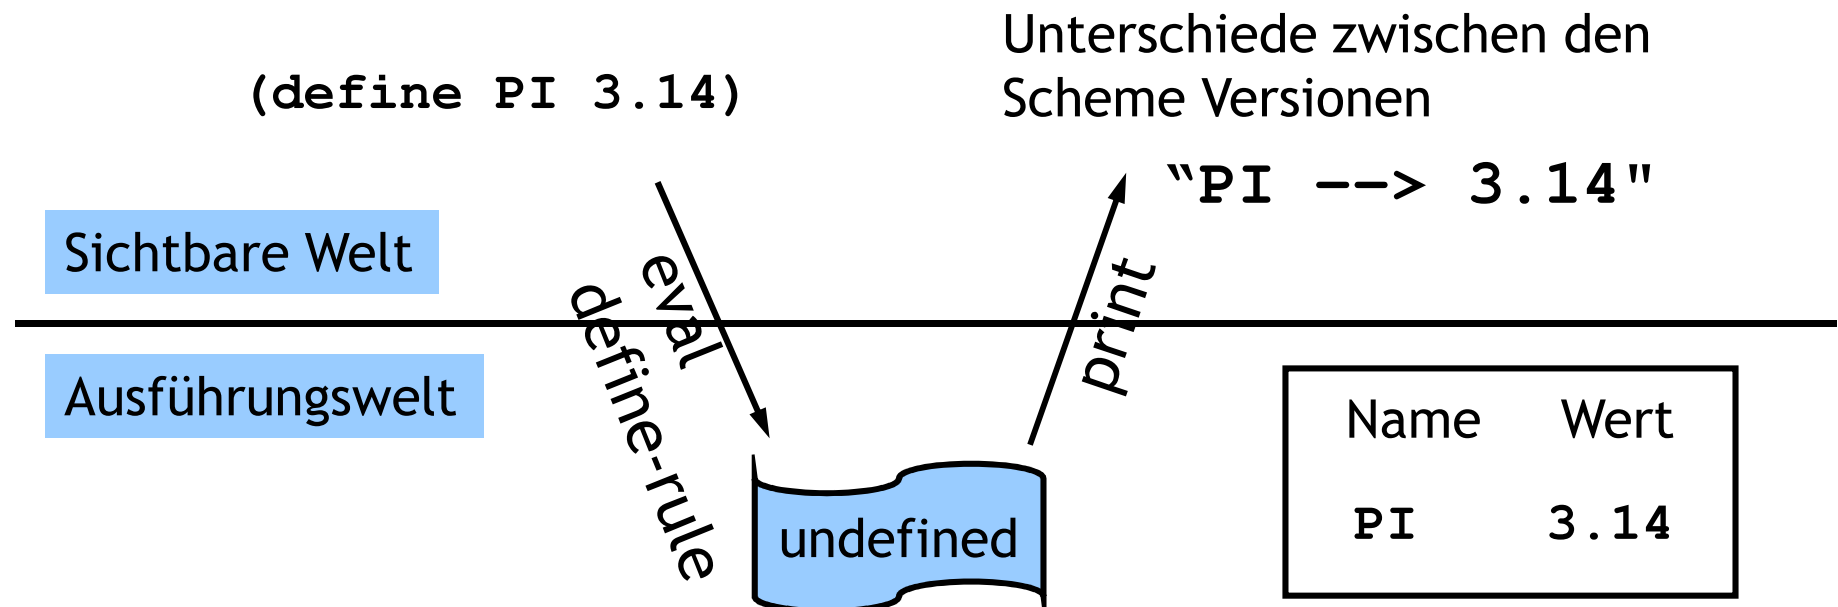 Unterschiede zwischen den
Scheme Versionen
(define PI 3.14)
“PI --> 3.14"
Sichtbare Welt
eval
define-rule
print
Ausführungswelt
Name Wert
PI 3.14
undefined